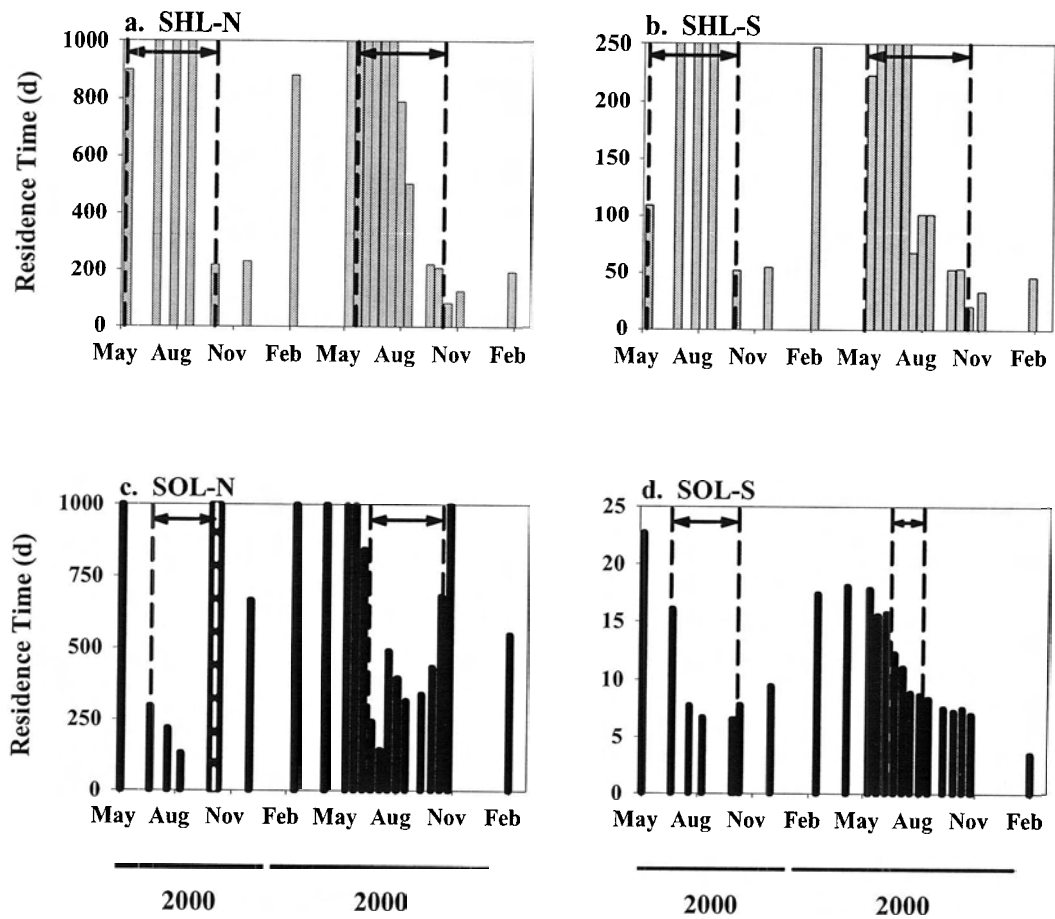 a. SHL-N
1000
800
600
400
200
0
Residence Time (d)
May Aug Nov Feb May Aug Nov Feb
b. SHL-S
250
200
150
100
50
0
May Aug Nov Feb May Aug Nov Feb
c. SOL-N
1000
750
500
250
0
Residence Time (d)
May Aug Nov Feb May Aug Nov Feb
2000 2000
d. SOL-S
25
20
15
10
5
0
May Aug Nov Feb May Aug Nov Feb
2000 2000